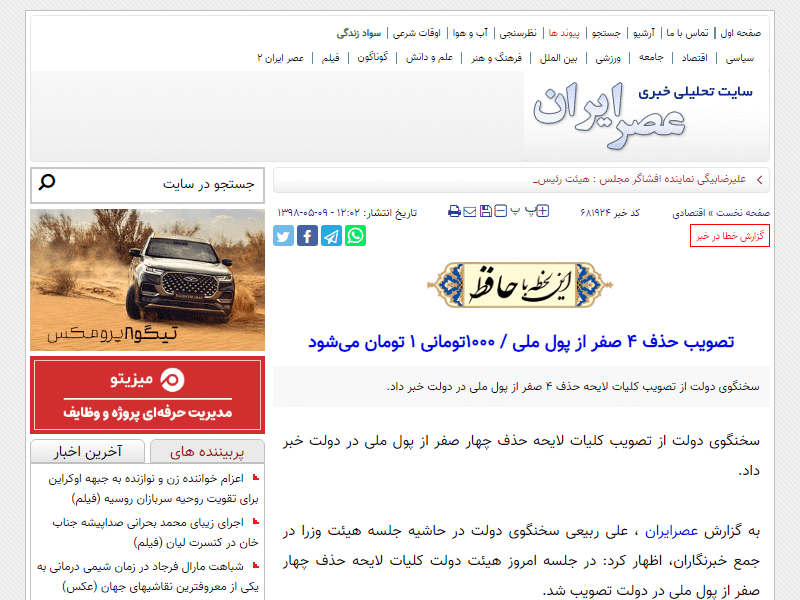 صفحه اول | تماس با ما | آرشیو | جستجو | پیوند ها | نظرسنجی | آب و هوا | اوقات شرعی | سواد زندگی
سیاسی | اقتصاد | جامعه | ورزشی | بین الملل | فرهنگ و هنر | علم و دانش | گوناگون | فیلم | عصر ایران ۲
سایت تحلیلی خبری
عصر ایران
علیرضابیگی نماینده افشاگر مجلس : هیئت رئیس_
جستجو در سایت
صفحه نخست » اقتصادی
کد خبر ۶۸۱۹۲۴
تاریخ انتشار: ۱۲:۰۲ - ۰۹-۰۵-۱۳۹۸
گزارش خطا در خبر
این لحظه با حافظ
تصویب حذف ۴ صفر از پول ملی / ۱۰۰۰تومانی ۱ تومان می‌شود
سخنگوی دولت از تصویب کلیات لایحه حذف ۴ صفر از پول ملی در دولت خبر داد.
سخنگوی دولت از تصویب کلیات لایحه حذف چهار صفر از پول ملی در دولت خبر
داد.
به گزارش عصرایران ، علی ربیعی سخنگوی دولت در حاشیه جلسه هیئت وزرا در
جمع خبرنگاران، اظهار کرد: در جلسه امروز هیئت دولت کلیات لایحه حذف چهار
صفر از پول ملی در دولت تصویب شد.
تیگو۸پرومکس
میزیتو
مدیریت حرفه‌ای پروژه و وظایف
پربیننده های
آخرین اخبار
اعزام خواننده زن و نوازنده به جبهه اوکراین
برای تقویت روحیه سربازان روسیه (فیلم)
اجرای زیبای محمد بحرانی صداپیشه جناب
خان در کنسرت لیان (فیلم)
شباهت مارال فرجاد در زمان شیمی درمانی به
یکی از معروفترین نقاشیهای جهان (عکس)